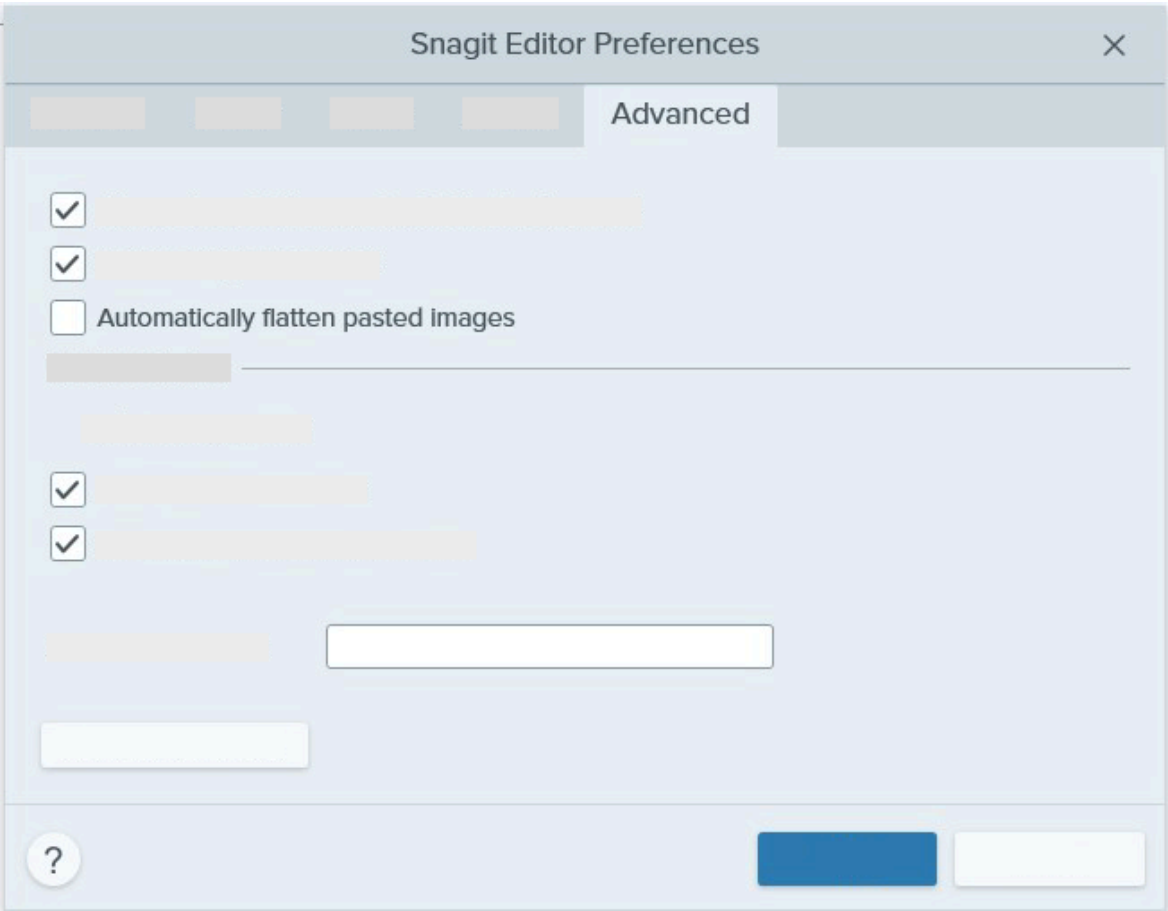 Snagit Editor Preferences
Advanced
Automatically flatten pasted images
?